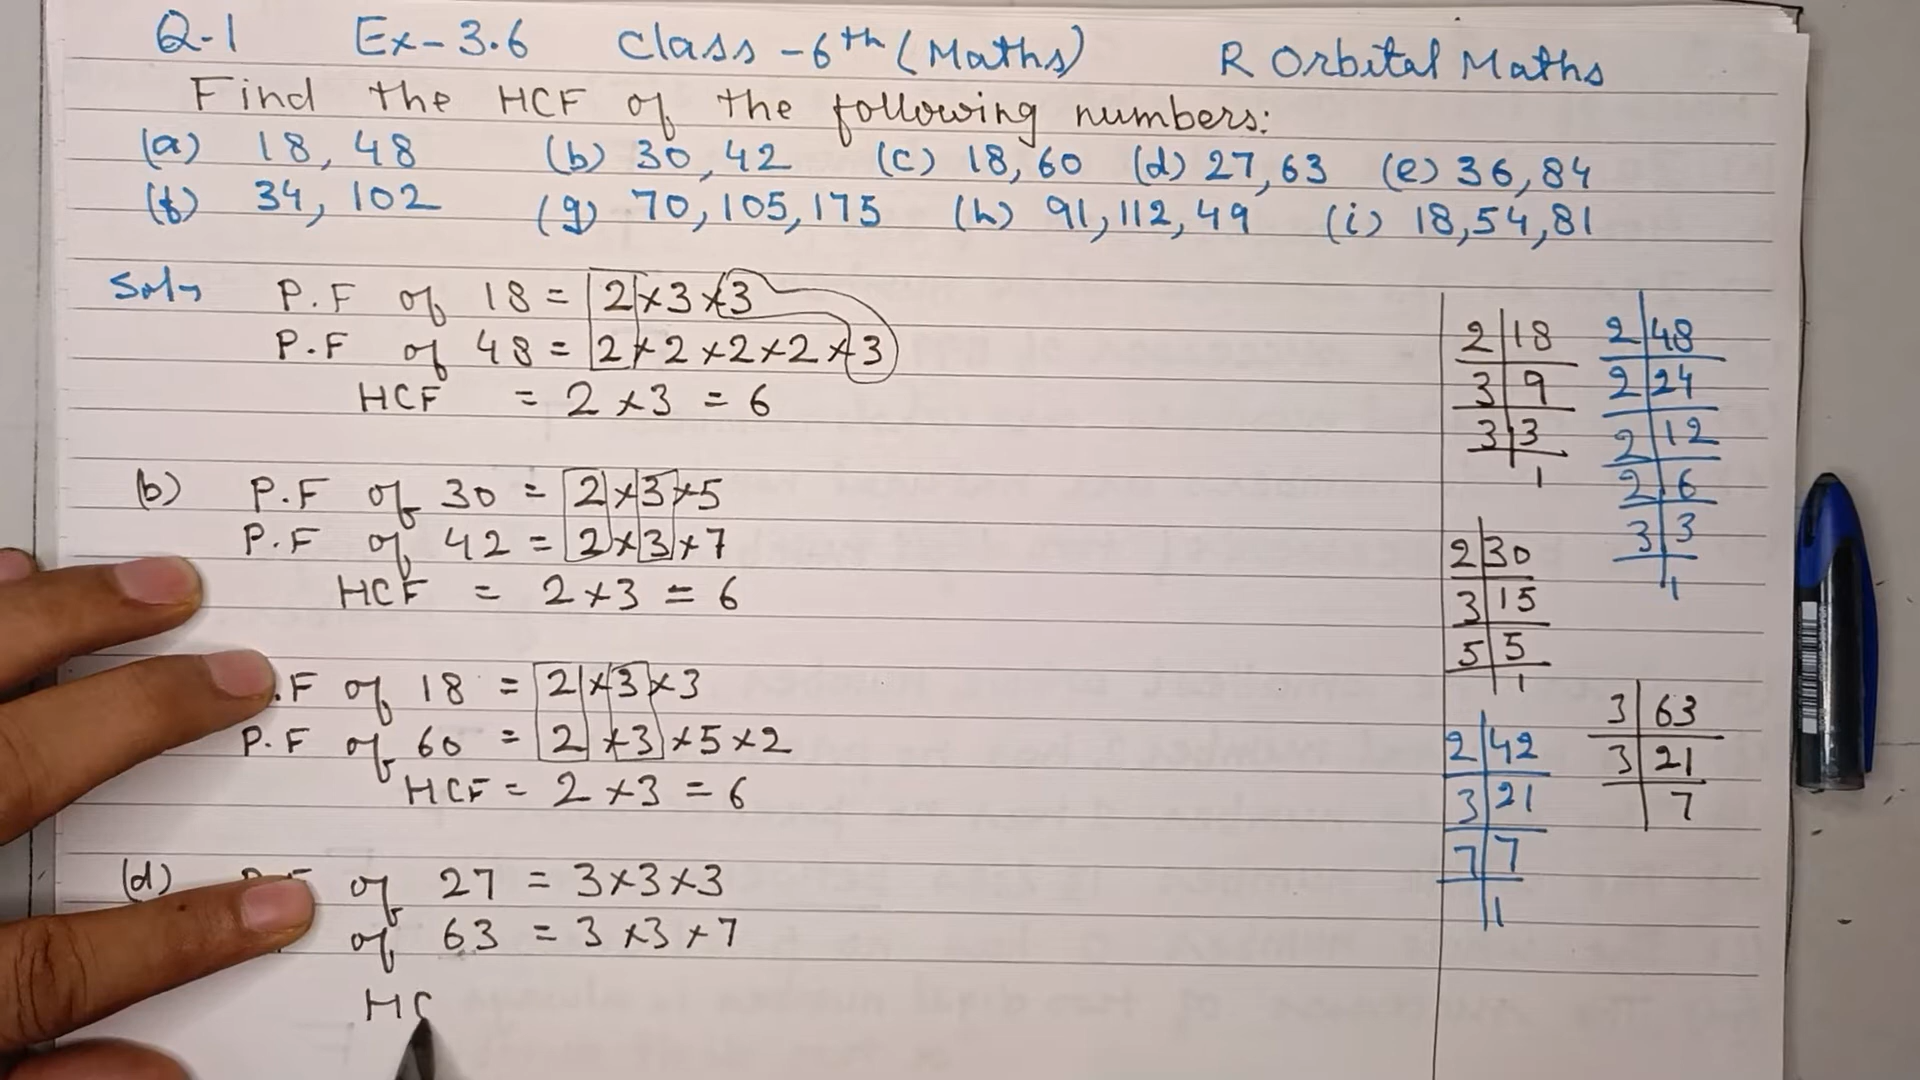 Q-1 Ex-3.6 Class-6th (Maths) R Orbital Maths
Find the HCF of the following numbers:
(a) 18, 48 (b) 30, 42 (c) 18, 60 (d) 27, 63 (e) 36, 84
(f) 34, 102 (g) 70, 105, 175 (h) 91, 112, 49 (i) 18, 54, 81
Soln P.F of 18 = 2×3×3
P.F of 48 = 2×2×2×2×3
HCF = 2×3 = 6
(b) P.F of 30 = 2×3×5
P.F of 42 = 2×3×7
HCF = 2×3 = 6
.F of 18 = 2×3×3
P.F of 60 = 2×3×5×2
HCF = 2×3 = 6
(d) of 27 = 3×3×3
of 63 = 3×3×7
HC
2|18
3|9
3|3
1
2|48
2|24
2|12
2|6
3|3
1
2|30
3|15
5|5
1
2|42
3|21
7|7
1
3|63
3|21
7